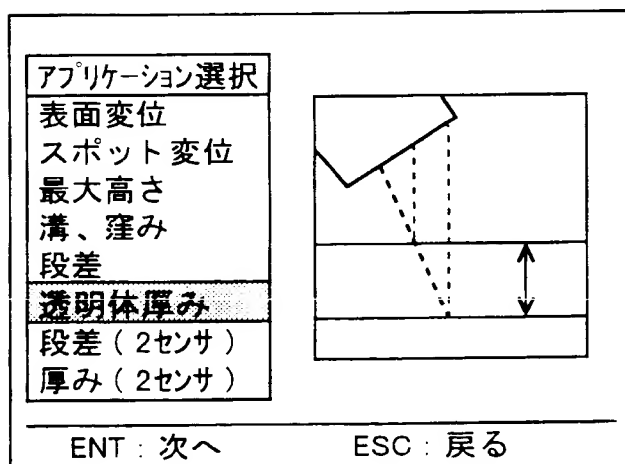 アプリケーション選択
表面変位
スポット変位
最大高さ
溝、窪み
段差
透明体厚み
段差(2センサ)
厚み(2センサ)
ENT:次へ ESC:戻る